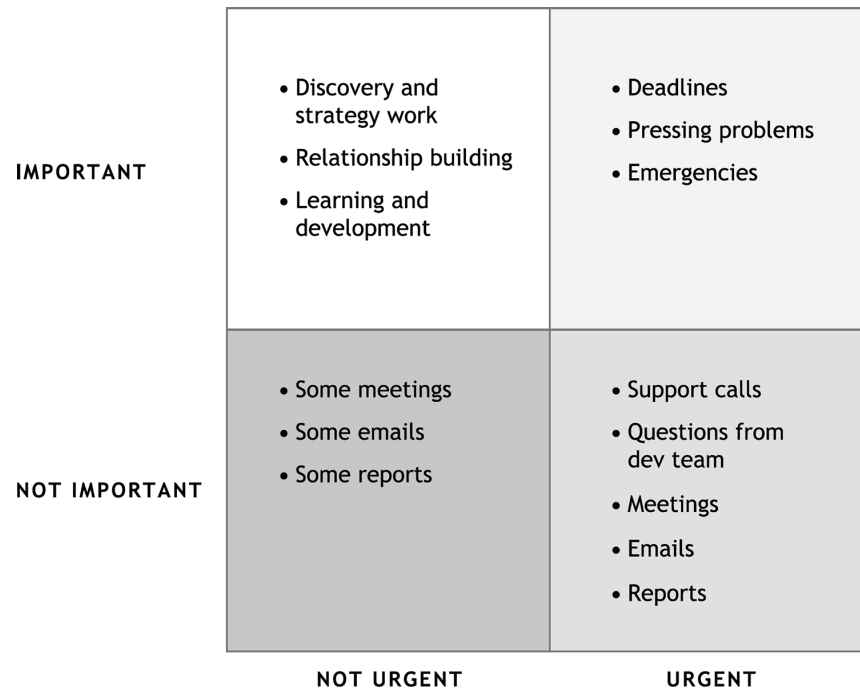 IMPORTANT
• Discovery and
strategy work
• Relationship building
• Learning and
development
• Deadlines
• Pressing problems
• Emergencies
NOT IMPORTANT
• Some meetings
• Some emails
• Some reports
• Support calls
• Questions from
dev team
• Meetings
• Emails
• Reports
NOT URGENT
URGENT